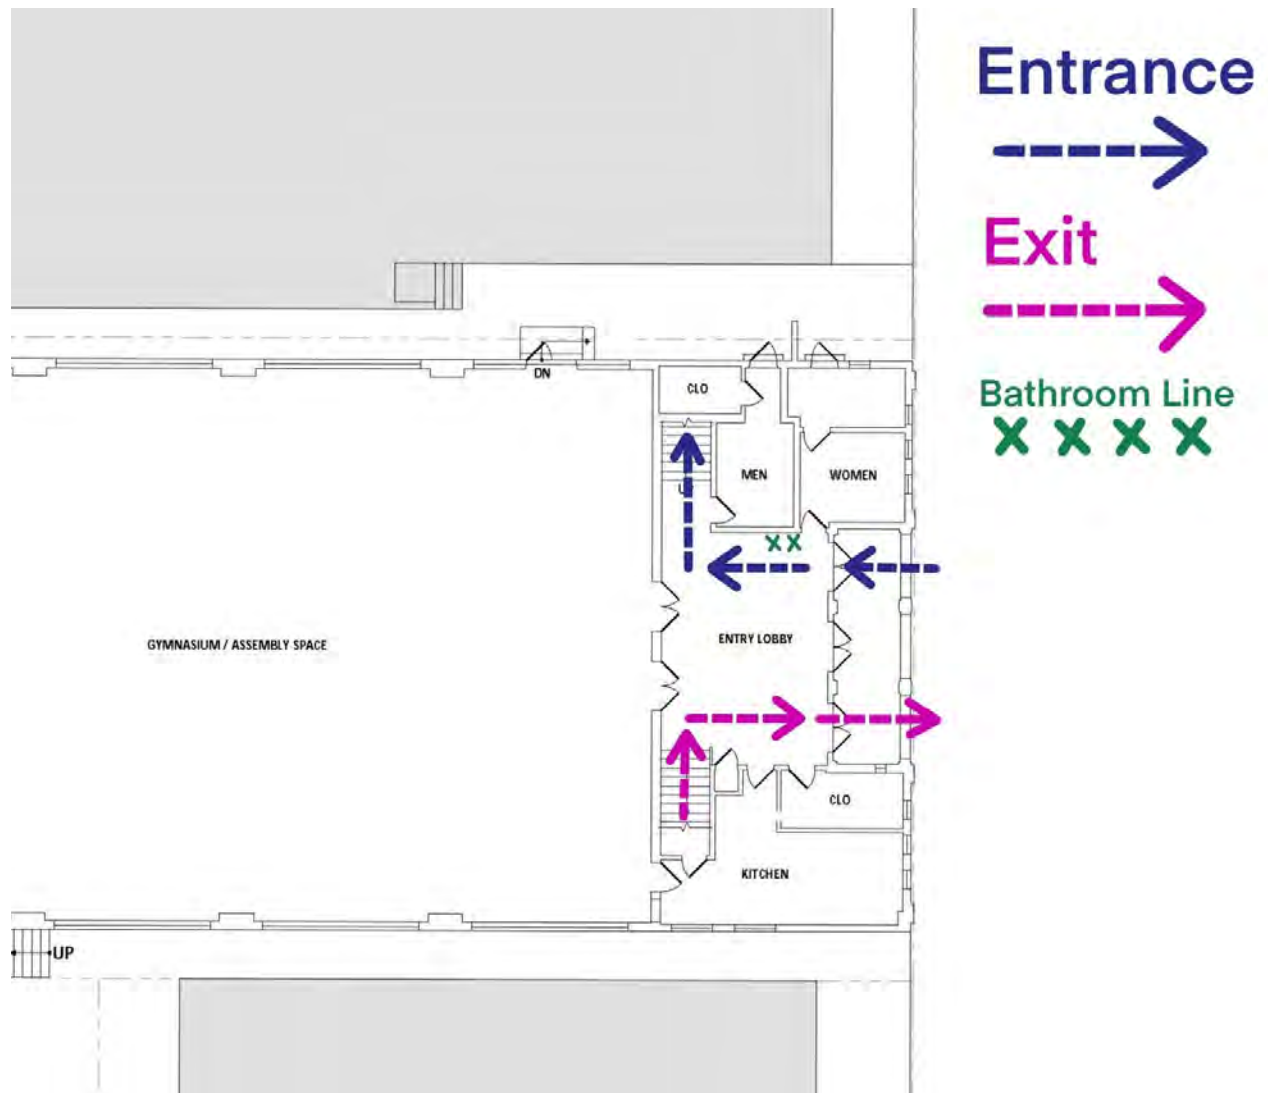 Entrance
Exit
Bathroom Line
DN
CLO
MEN
WOMEN
ENTRY LOBBY
GYMNASIUM / ASSEMBLY SPACE
CLO
KITCHEN
UP